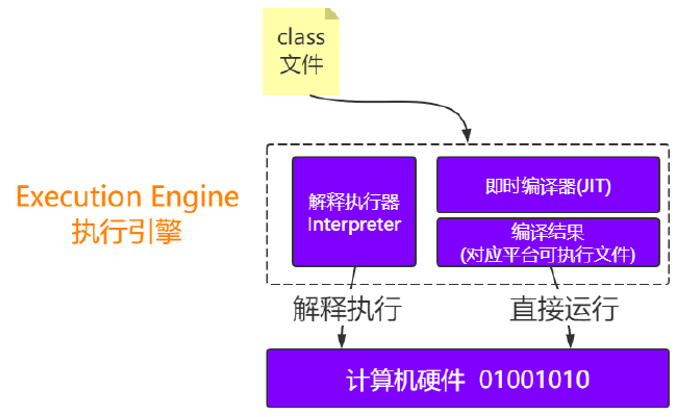 class
文件
Execution Engine
执行引擎
解释执行器
Interpreter
即时编译器(JIT)
编译结果
(对应平台可执行文件)
解释执行
直接运行
计算机硬件 01001010